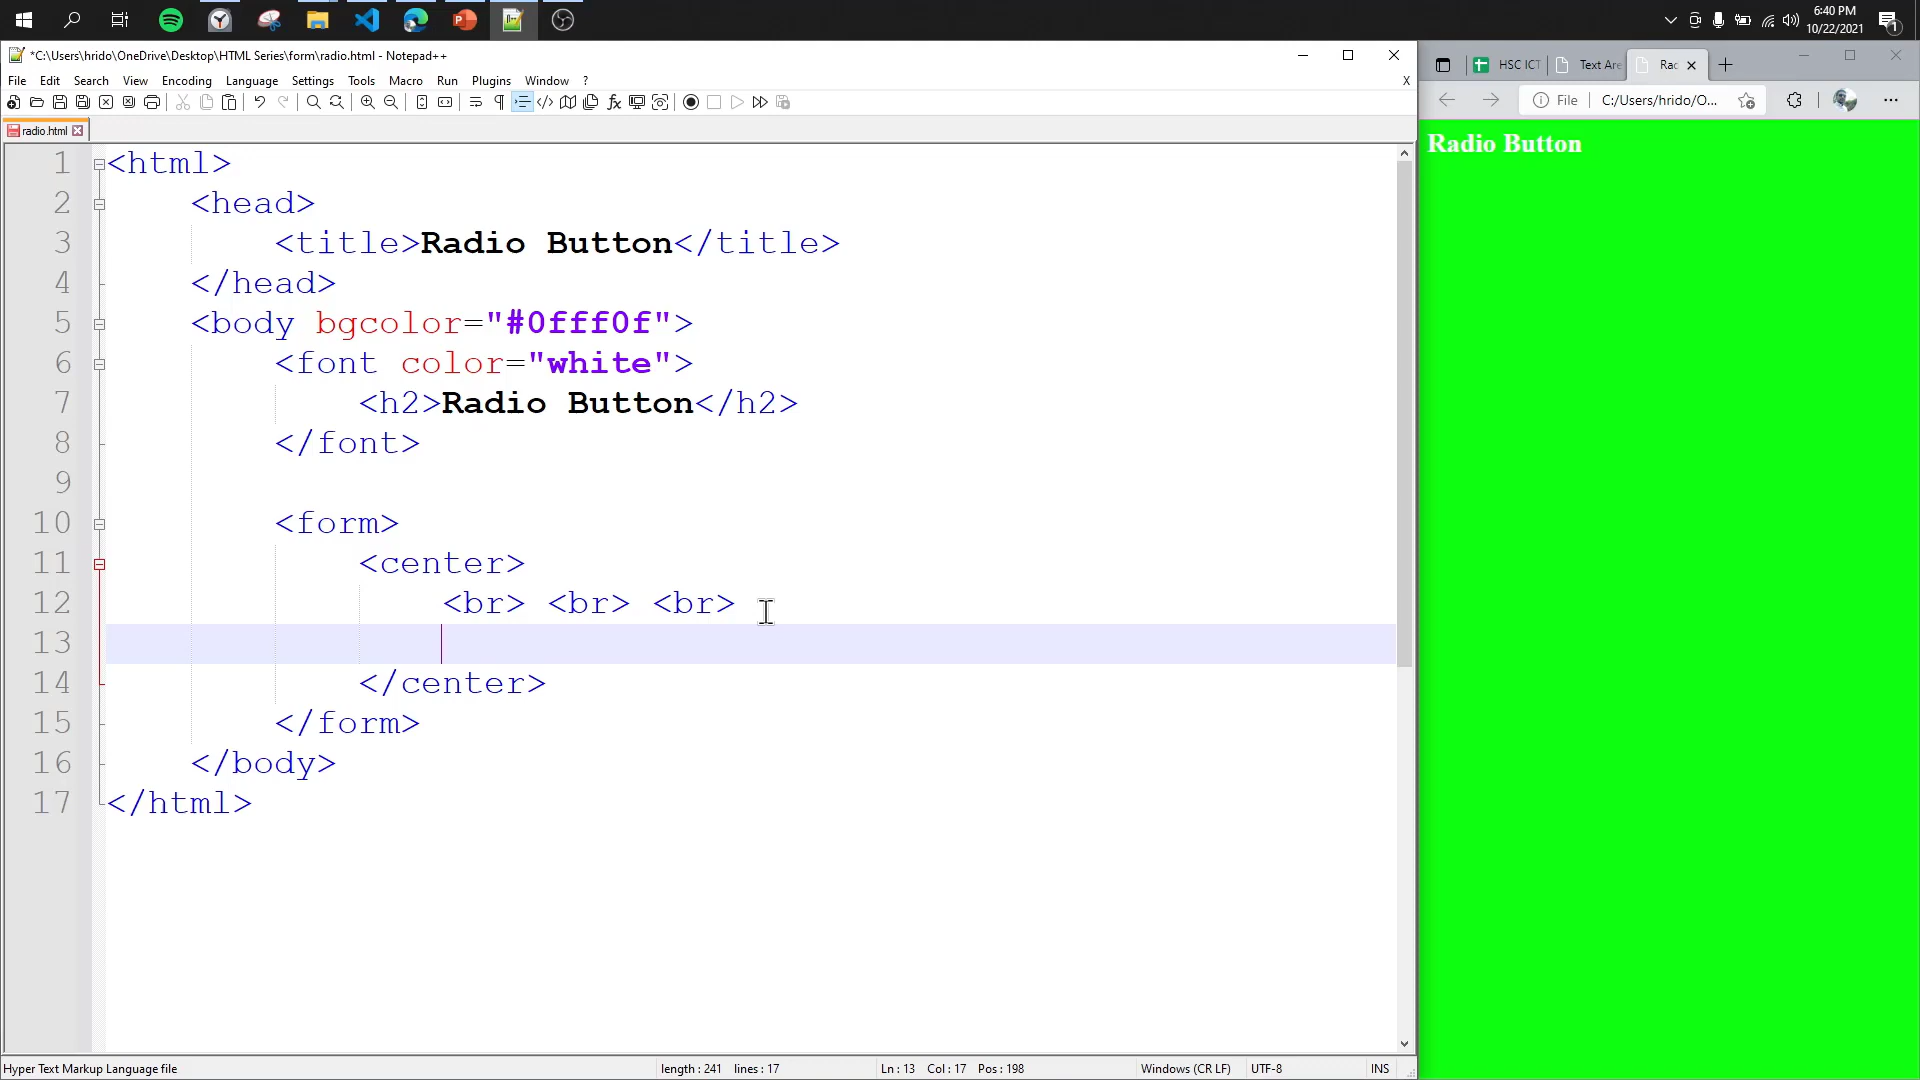 6:40 PM
10/22/2021
1
*C:\Users\hrido\OneDrive\Desktop\HTML Series\form\radio.html - Notepad++
File Edit Search View Encoding Language Settings Tools Macro Run Plugins Window ? X
radio.html
1 <html>
2 <head>
3 <title>Radio Button</title>
4 </head>
5 <body bgcolor="#0fff0f">
6 <font color="white">
7 <h2>Radio Button</h2>
8 </font>
9
10 <form>
11 <center>
12 <br> <br> <br>
13
14 </center>
15 </form>
16 </body>
17 </html>
Hyper Text Markup Language file length : 241 lines : 17 Ln : 13 Col : 17 Pos : 198 Windows (CR LF) UTF-8 INS
HSC ICT Text Are Rac
File C:/Users/hrido/O...
Radio Button